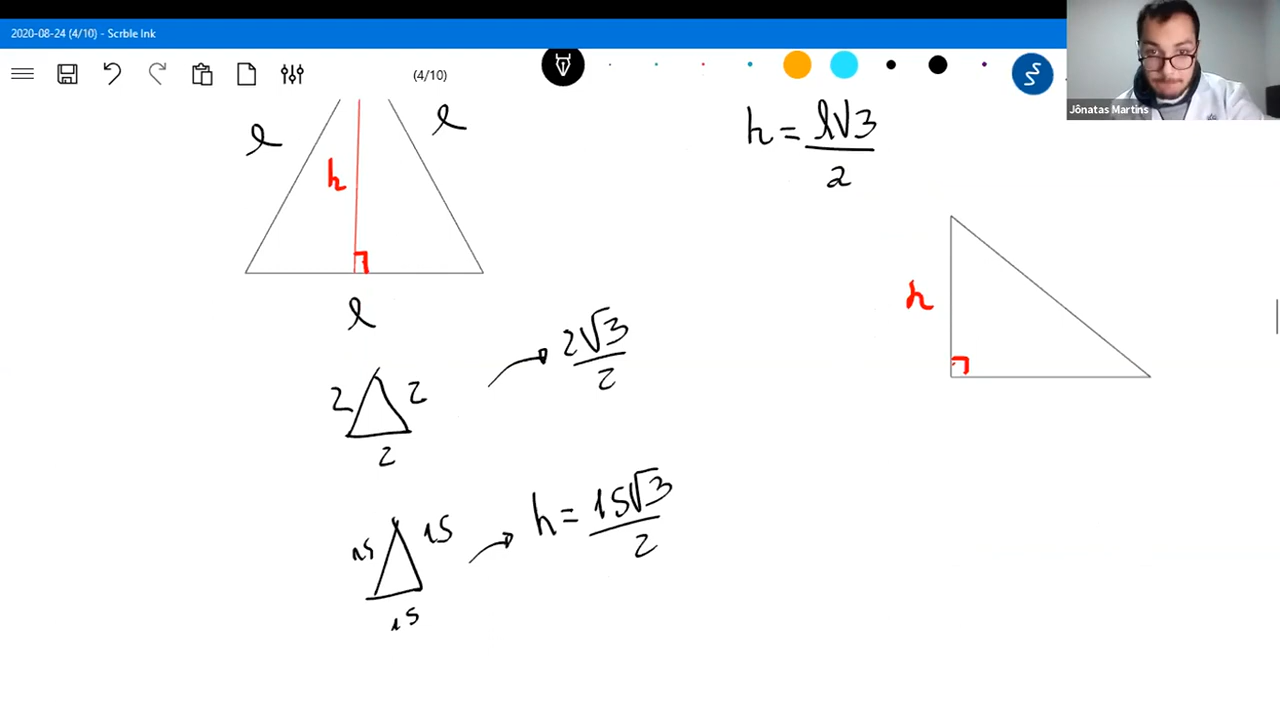 2020-08-24 (4/10) - Scrble Ink
(4/10)
Jônatas Martins
l
l
h
l
h = l√3
2
h
2
2
2
2√3
2
15
15
15
h = 15√3
2